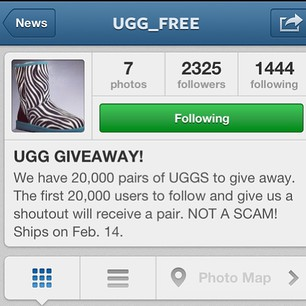 News
UGG_FREE
7
photos
2325
followers
1444
following
Following
UGG GIVEAWAY!
We have 20,000 pairs of UGGS to give away.
The first 20,000 users to follow and give us a
shoutout will receive a pair. NOT A SCAM!
Ships on Feb. 14.
Photo Map